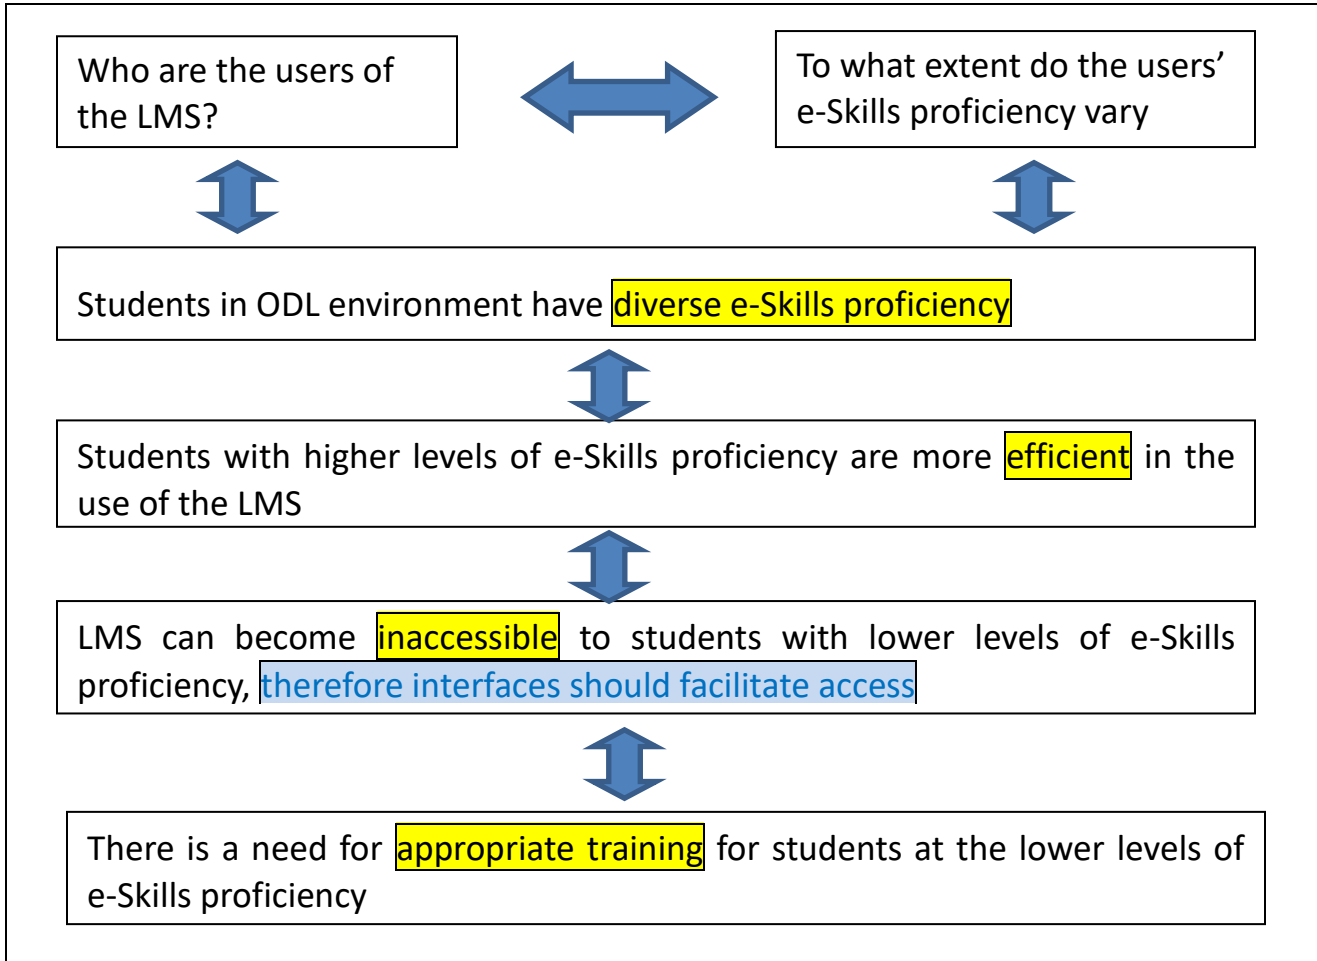 Who are the users of
the LMS?
To what extent do the users’
e-Skills proficiency vary
Students in ODL environment have diverse e-Skills proficiency
Students with higher levels of e-Skills proficiency are more efficient in the
use of the LMS
LMS can become inaccessible to students with lower levels of e-Skills
proficiency, therefore interfaces should facilitate access
There is a need for appropriate training for students at the lower levels of
e-Skills proficiency